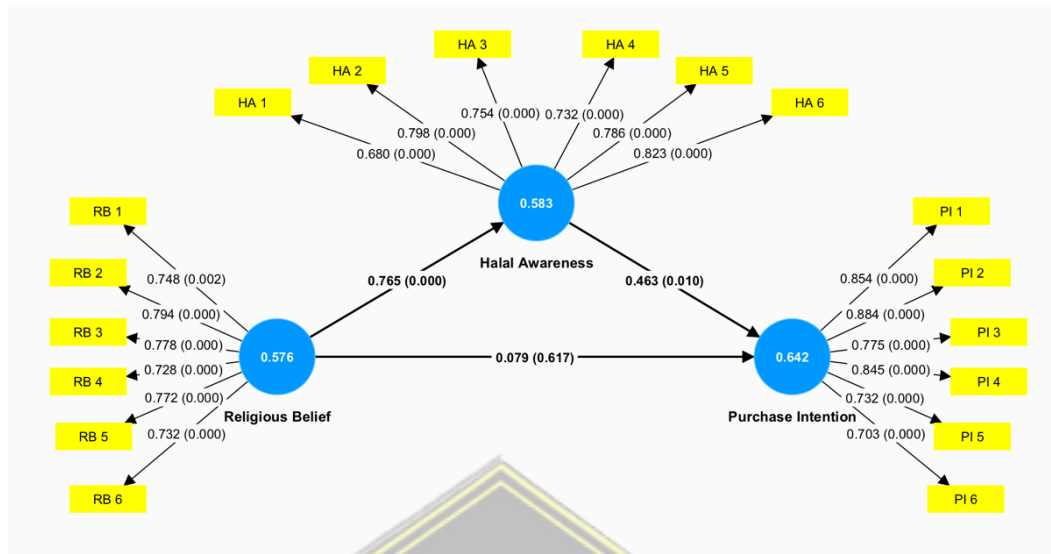 HA 3
HA 4
HA 2
HA 5
HA 1
HA 6
0.754 (0.000)
0.732 (0.000)
0.798 (0.000)
0.786 (0.000)
0.680 (0.000)
0.823 (0.000)
0.583
Halal Awareness
RB 1
RB 2
RB 3
RB 4
RB 5
RB 6
0.748 (0.002)
0.794 (0.000)
0.778 (0.000)
0.728 (0.000)
0.772 (0.000)
0.732 (0.000)
0.576
Religious Belief
0.765 (0.000)
0.463 (0.010)
0.079 (0.617)
0.642
Purchase Intention
0.854 (0.000)
0.884 (0.000)
0.775 (0.000)
0.845 (0.000)
0.732 (0.000)
0.703 (0.000)
PI 1
PI 2
PI 3
PI 4
PI 5
PI 6